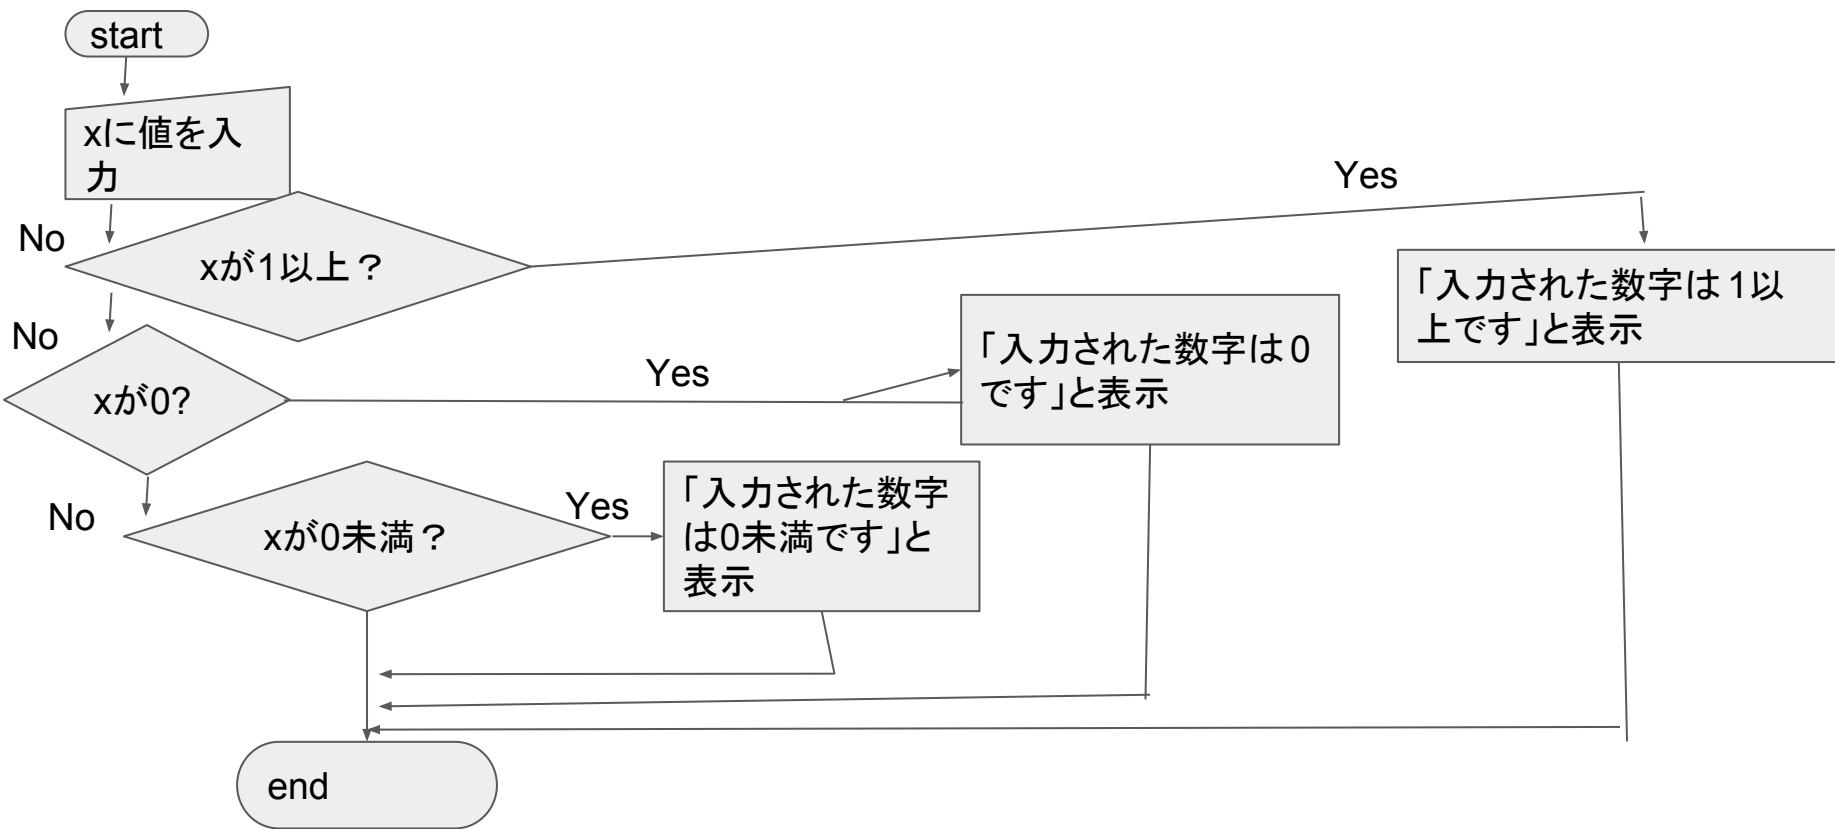 start
xに値を入
力
Yes
No
xが1以上？
「入力された数字は1以
上です」と表示
No
「入力された数字は0
です」と表示
Yes
xが0?
「入力された数字
は0未満です」と
表示
Yes
No
xが0未満？
end